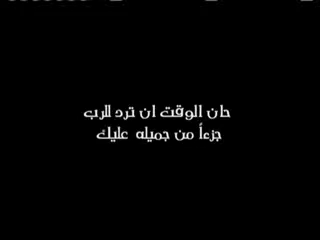 حان الوقت ان ترد للرب
جزءاً من جميله عليك